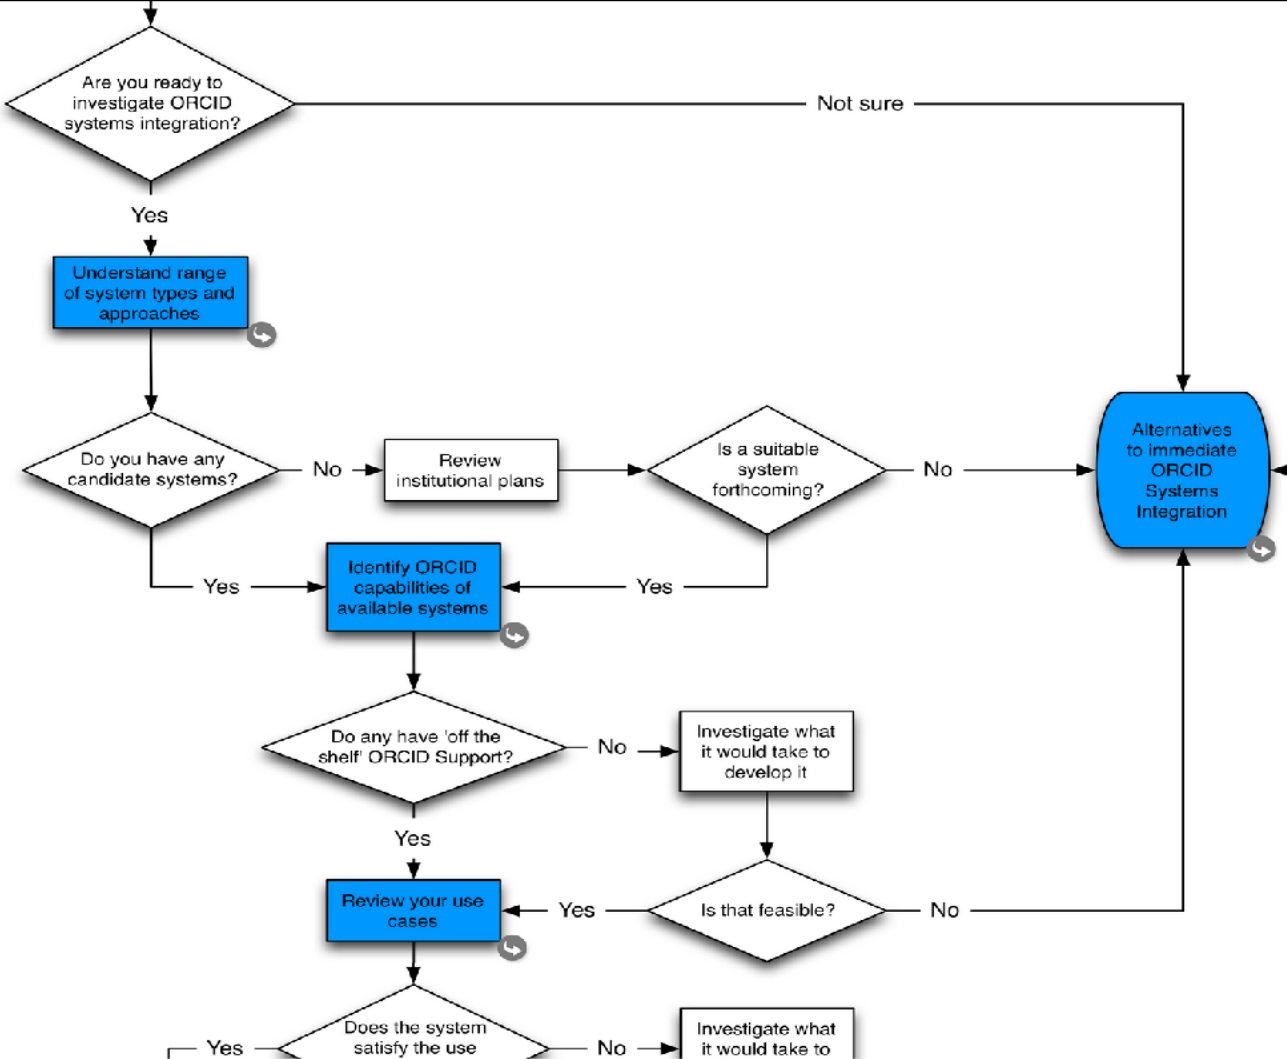 Are you ready to
investigate ORCID
systems integration?
Not sure
Yes
Understand range
of system types and
approaches
Do you have any
candidate systems?
No
Review
institutional plans
Is a suitable
system
forthcoming?
No
Alternatives
to immediate
ORCID
Systems
Integration
Yes
Identify ORCID
capabilities of
available systems
Yes
Do any have 'off the
shelf' ORCID Support?
No
Investigate what
it would take to
develop it
Yes
Review your use
cases
Yes
Is that feasible?
No
Does the system
satisfy the use
Yes
No
Investigate what
it would take to